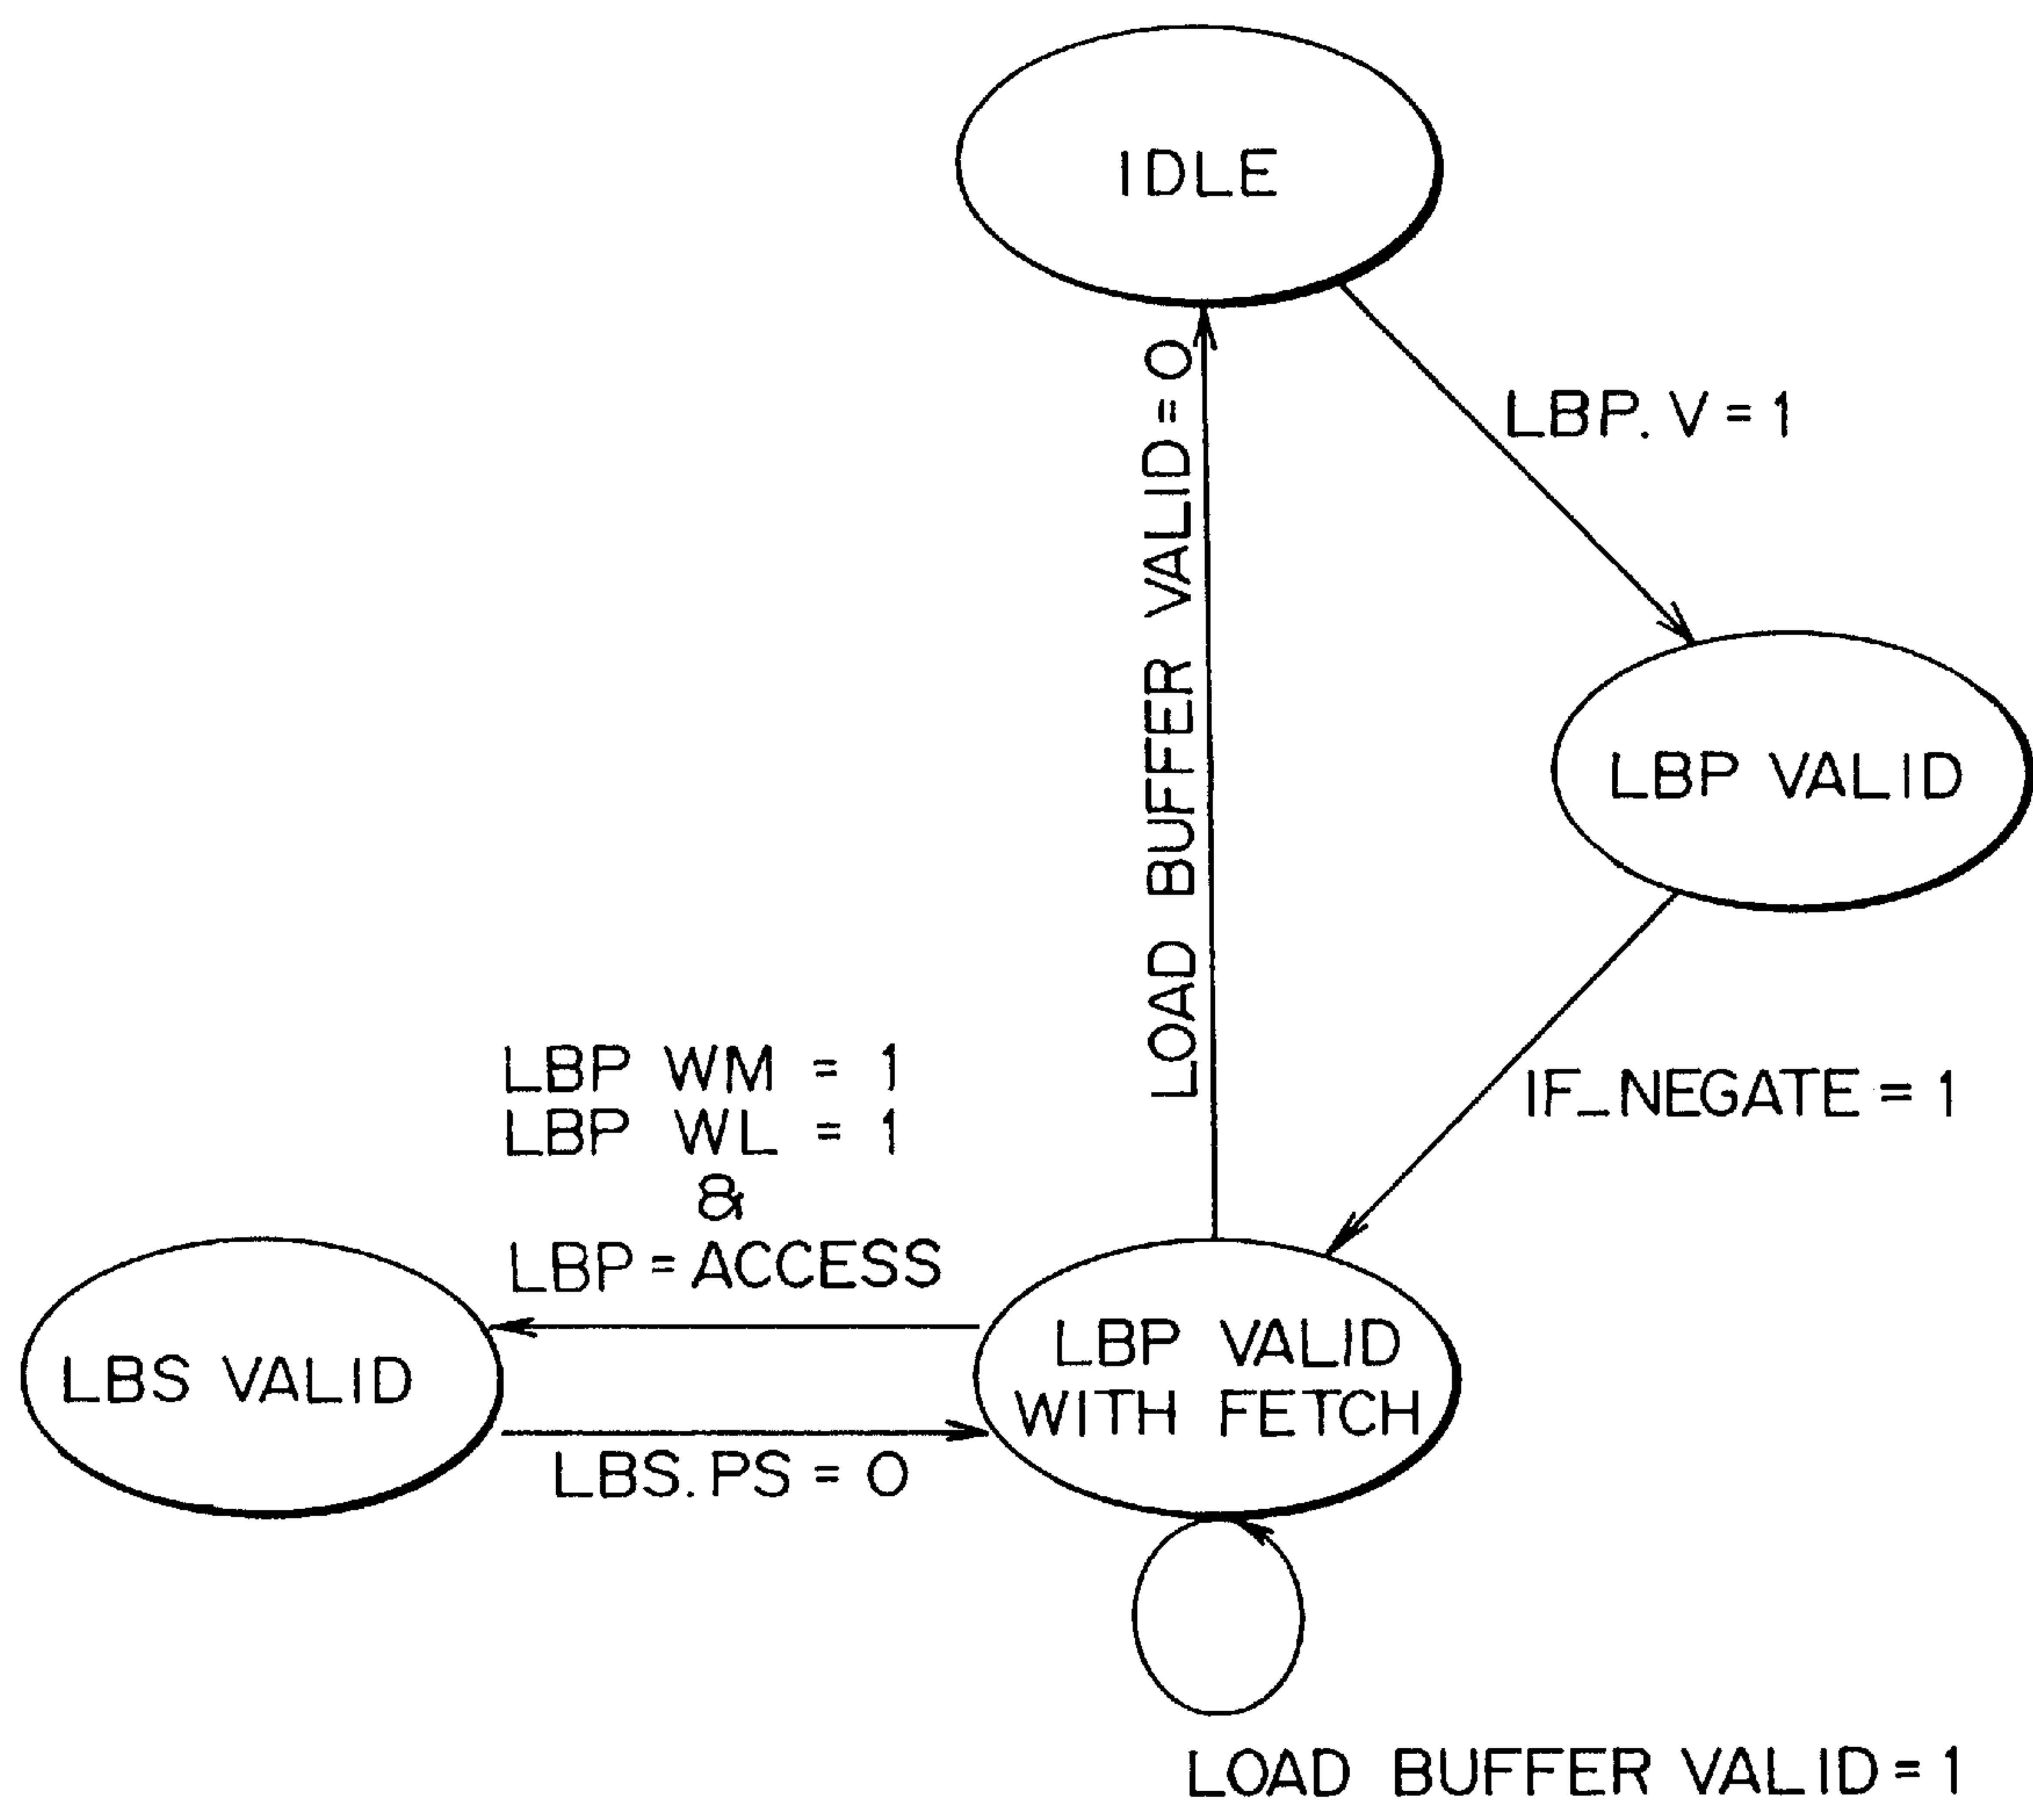 IDLE
LBP. V = 1
LOAD BUFFER VALID = 0
LBP VALID
IF_NEGATE = 1
LBP WM = 1
LBP WL = 1
&
LBP = ACCESS
LBS VALID
LBP VALID
WITH FETCH
LBS. PS = 0
LOAD BUFFER VALID = 1